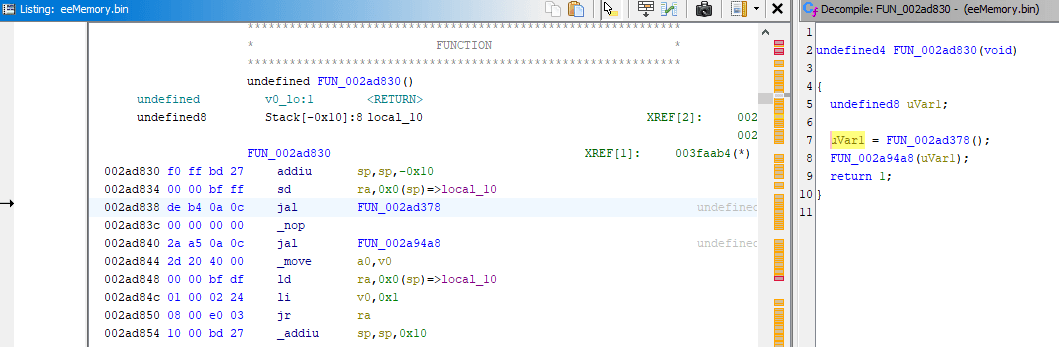 Listing: eeMemory.bin
************************************************************
* FUNCTION *
************************************************************
undefined FUN_002ad830()
undefined v0_lo:1 <RETURN>
undefined8 Stack[-0x10]:8 local_10 XREF[2]: 002
002
FUN_002ad830 XREF[1]: 003faab4(*)
002ad830 f0 ff bd 27 addiu sp,sp,-0x10
002ad834 00 00 bf ff sd ra,0x0(sp)=>local_10
002ad838 de b4 0a 0c jal FUN_002ad378 undefined
002ad83c 00 00 00 00 _nop
002ad840 2a a5 0a 0c jal FUN_002a94a8 undefined
002ad844 2d 20 40 00 _move a0,v0
002ad848 00 00 bf df ld ra,0x0(sp)=>local_10
002ad84c 01 00 02 24 li v0,0x1
002ad850 08 00 e0 03 jr ra
002ad854 10 00 bd 27 _addiu sp,sp,0x10
Decompile: FUN_002ad830 - (eeMemory.bin)
1
2 undefined4 FUN_002ad830(void)
3
4 {
5 undefined8 uVar1;
6
7 uVar1 = FUN_002ad378();
8 FUN_002a94a8(uVar1);
9 return 1;
10 }
11